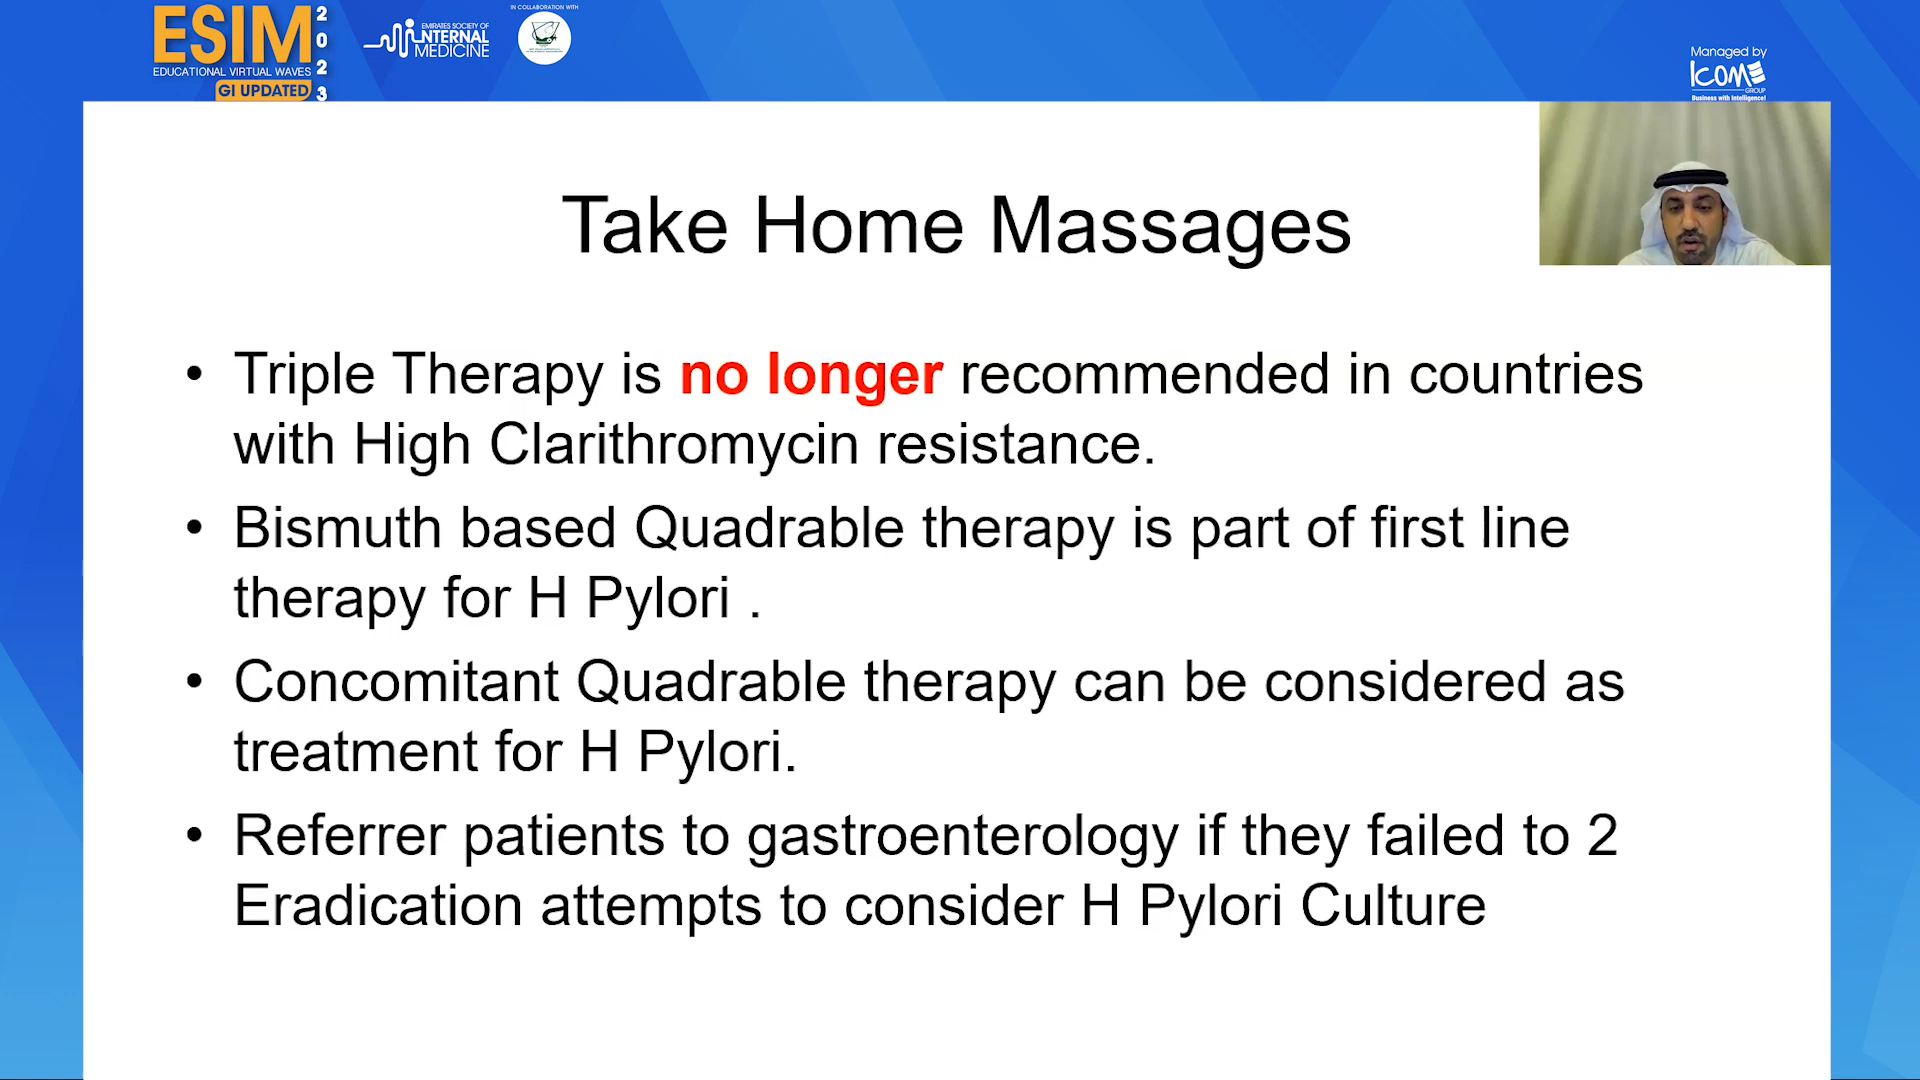 ESIM 2023
EDUCATIONAL VIRTUAL WAVES
GI UPDATED
EMIRATES SOCIETY OF
INTERNAL
MEDICINE
IN COLLABORATION WITH
Managed by
ICOME
GROUP
Business with Intelligence!
Take Home Massages
• Triple Therapy is no longer recommended in countries
with High Clarithromycin resistance.
• Bismuth based Quadrable therapy is part of first line
therapy for H Pylori .
• Concomitant Quadrable therapy can be considered as
treatment for H Pylori.
• Referrer patients to gastroenterology if they failed to 2
Eradication attempts to consider H Pylori Culture